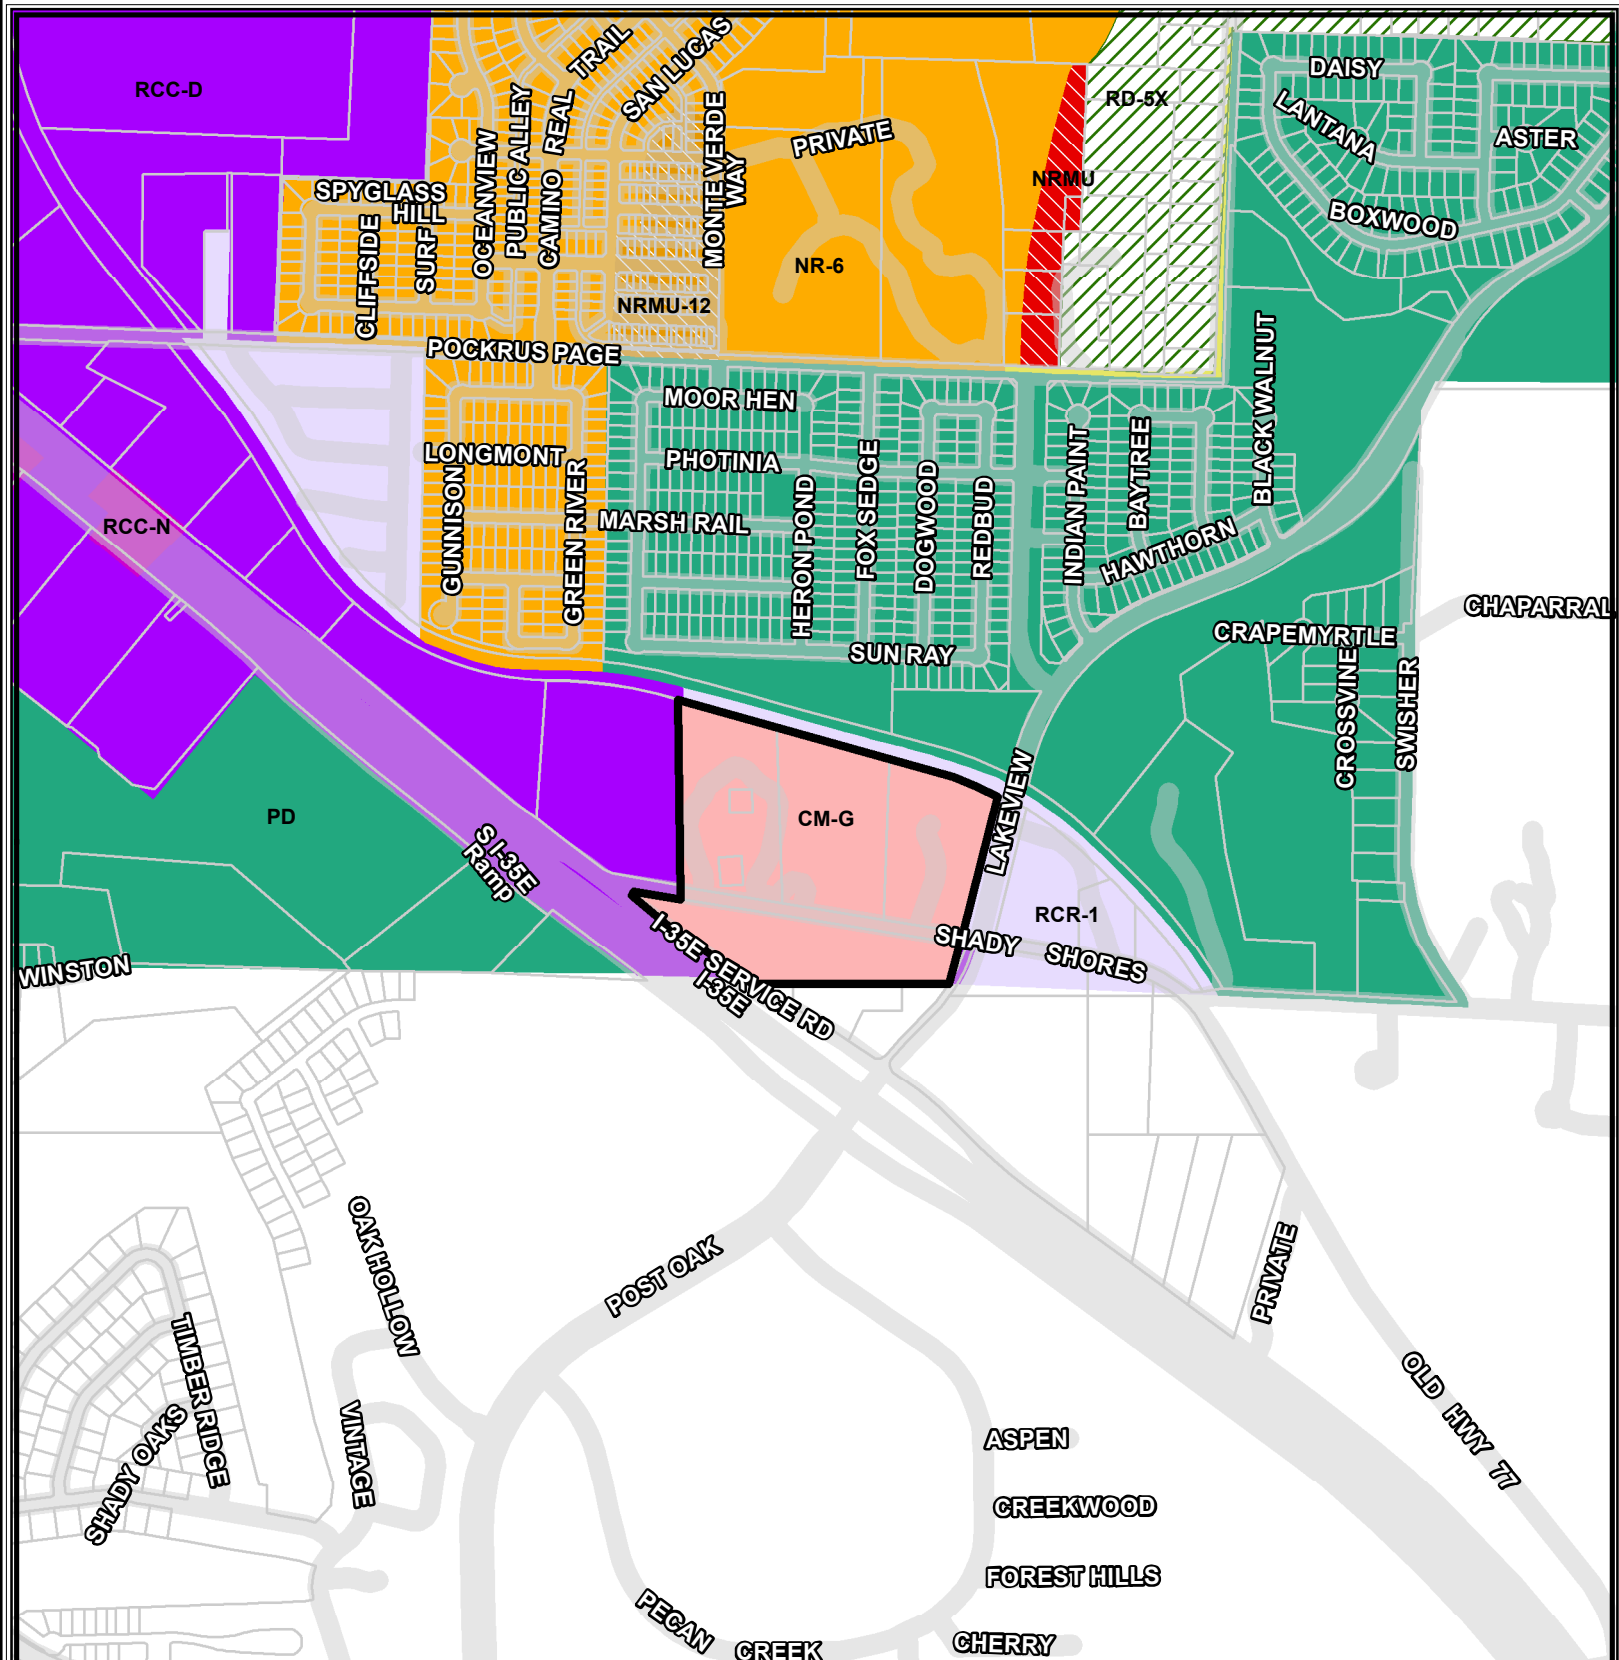 TRAIL
SAN LUCAS
DAISY
RCC-D
RD-5X
LANTANA
ASTER
PRIVATE
OCEANVIEW
PUBLIC ALLEY
CAMINO REAL
MONTE VERDE
WAY
NRMU
SPYGLASS
HILL
BOXWOOD
CLIFFSIDE
SURF
NR-6
NRMU-12
POCKRUS PAGE
BLACK WALNUT
MOOR HEN
LONGMONT
PHOTINIA
GUNNISON
GREEN RIVER
MARSH RAIL
HERON POND
FOX SEDGE
DOGWOOD
REDBUD
INDIAN PAINT
BAYTREE
HAWTHORN
RCC-N
CHAPARRAL
CRAPEMYRTLE
SUN RAY
CROSSVINE
SWISHER
PD
CM-G
LAKEVIEW
S I-35E
Ramp
RCR-1
I-35E SERVICE RD
I-35E
SHADY SHORES
WINSTON
OAK HOLLOW
POST OAK
PRIVATE
TIMBER RIDGE
SHADY OAKS
VINTAGE
OLD HWY 77
ASPEN
CREEKWOOD
FOREST HILLS
PECAN CREEK
CHERRY